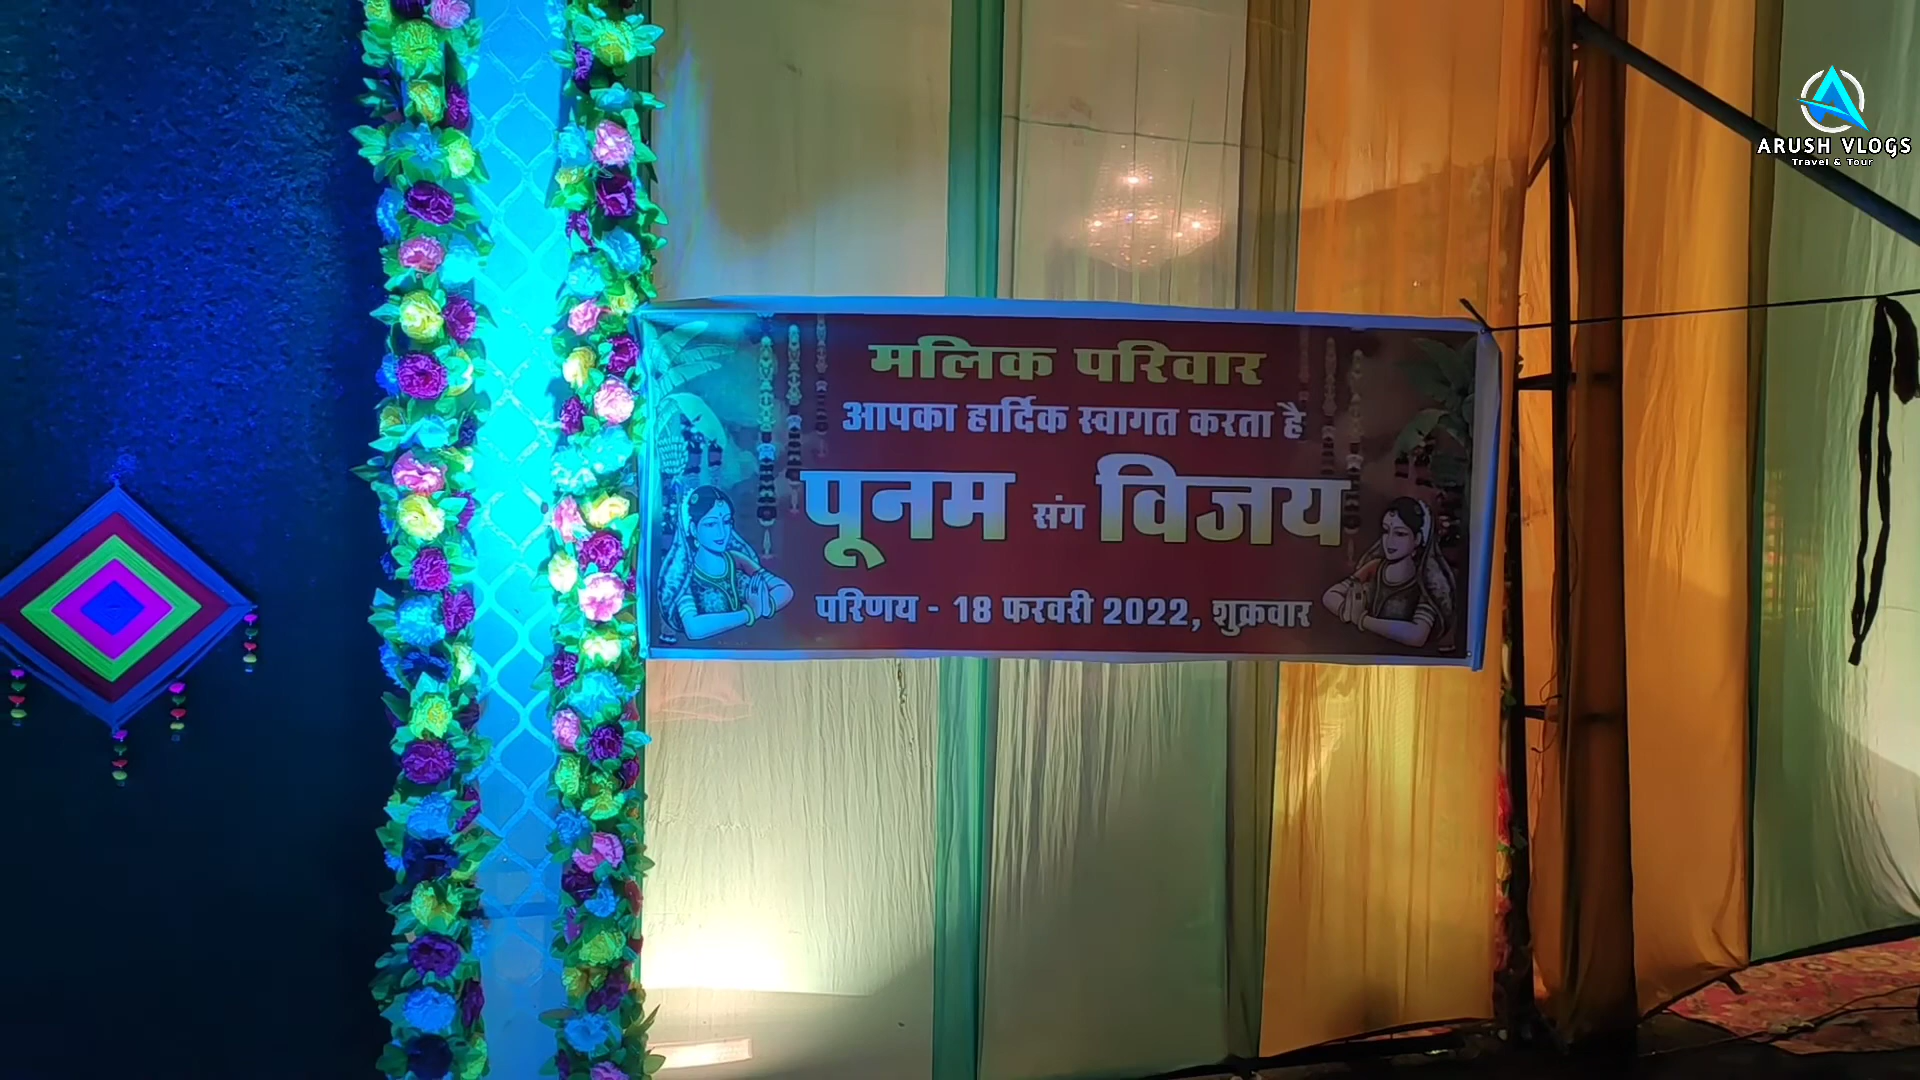 मलिक परिवार
आपका हार्दिक स्वागत करता है
पूनम संग विजय
परिणय - 18 फरवरी 2022, शुक्रवार
ARUSH VLOGS
Travel & Tour